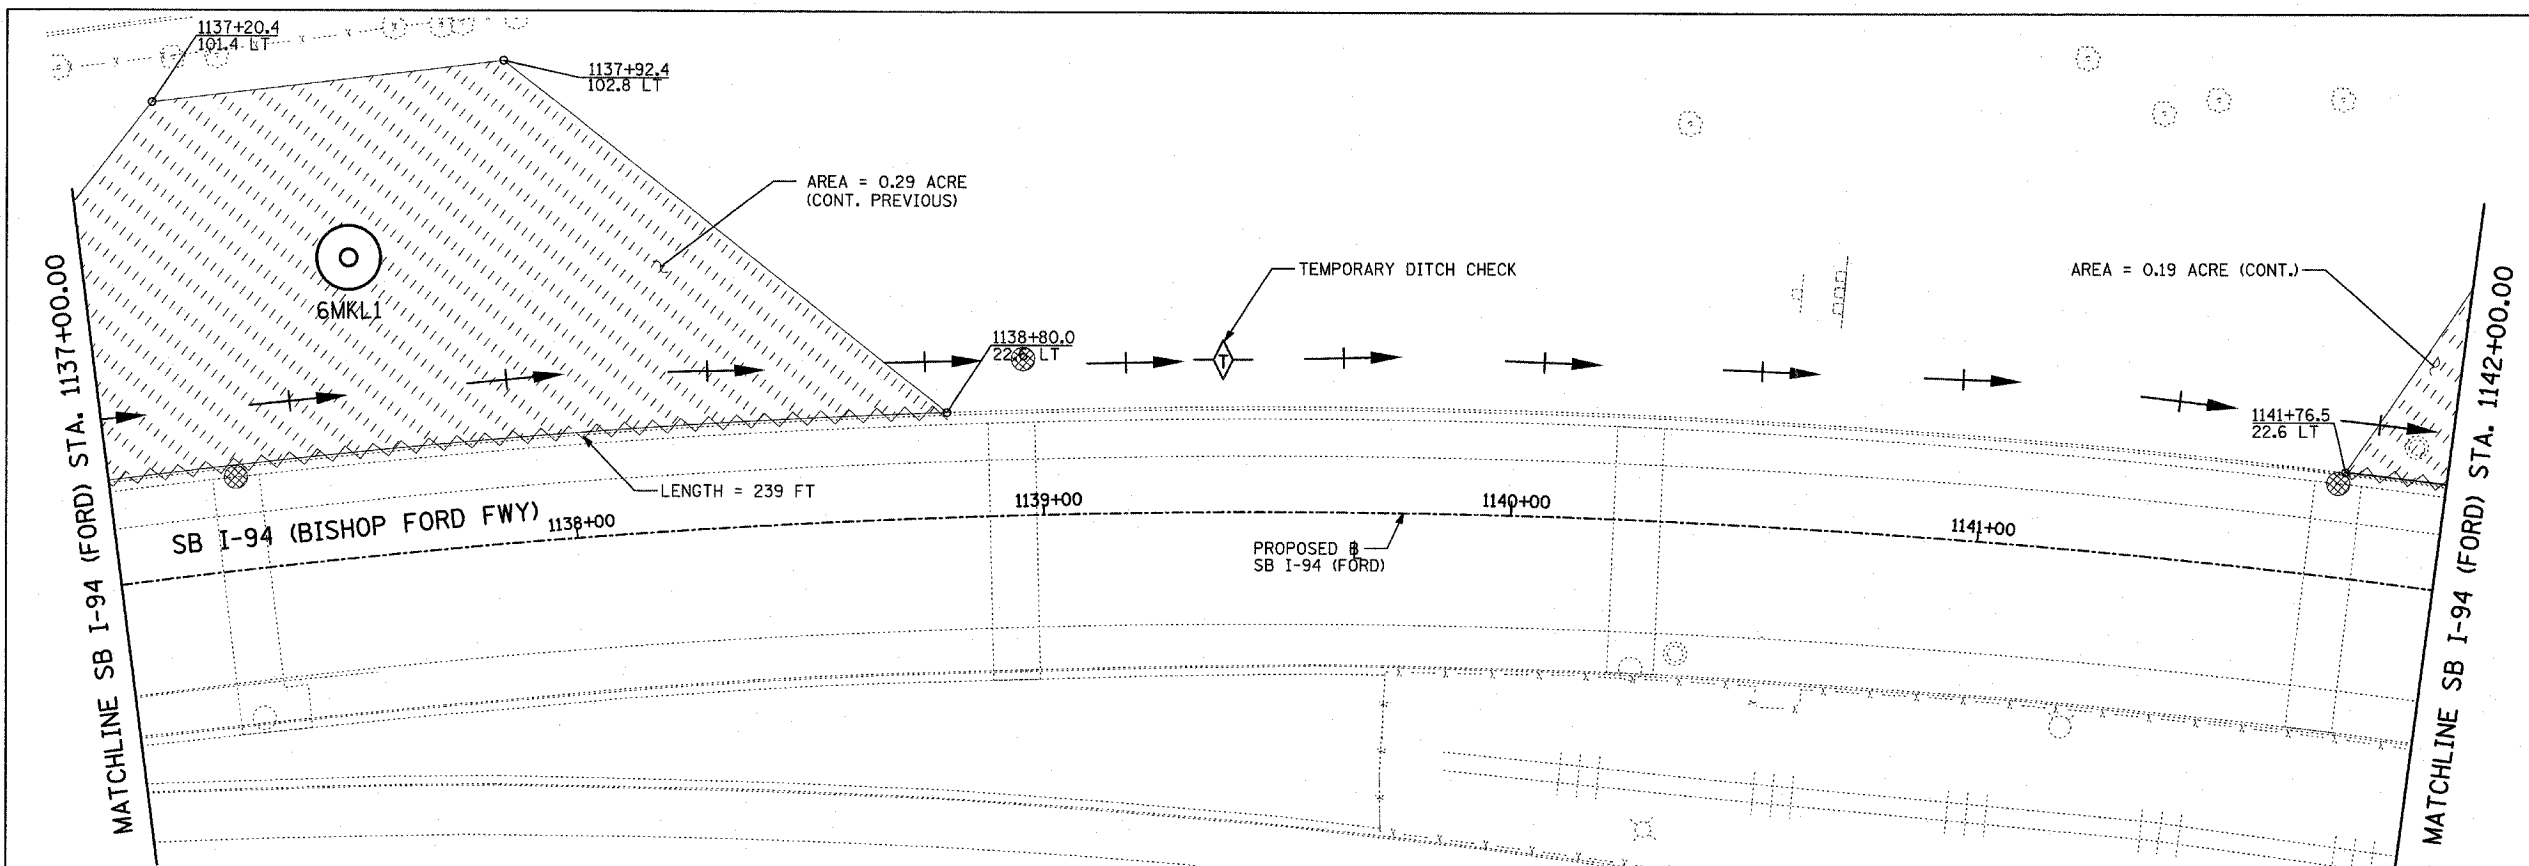 1137+20.4
101.4 LT
1137+92.4
102.8 LT
AREA = 0.29 ACRE
(CONT. PREVIOUS)
6MKL1
1138+80.0
22.6 LT
TEMPORARY DITCH CHECK
T
AREA = 0.19 ACRE (CONT.)
1141+76.5
22.6 LT
LENGTH = 239 FT
SB I-94 (BISHOP FORD FWY)
1138+00
1139+00
1140+00
1141+00
PROPOSED B
SB I-94 (FORD)
MATCHLINE SB I-94 (FORD) STA. 1137+00.00
MATCHLINE SB I-94 (FORD) STA. 1142+00.00